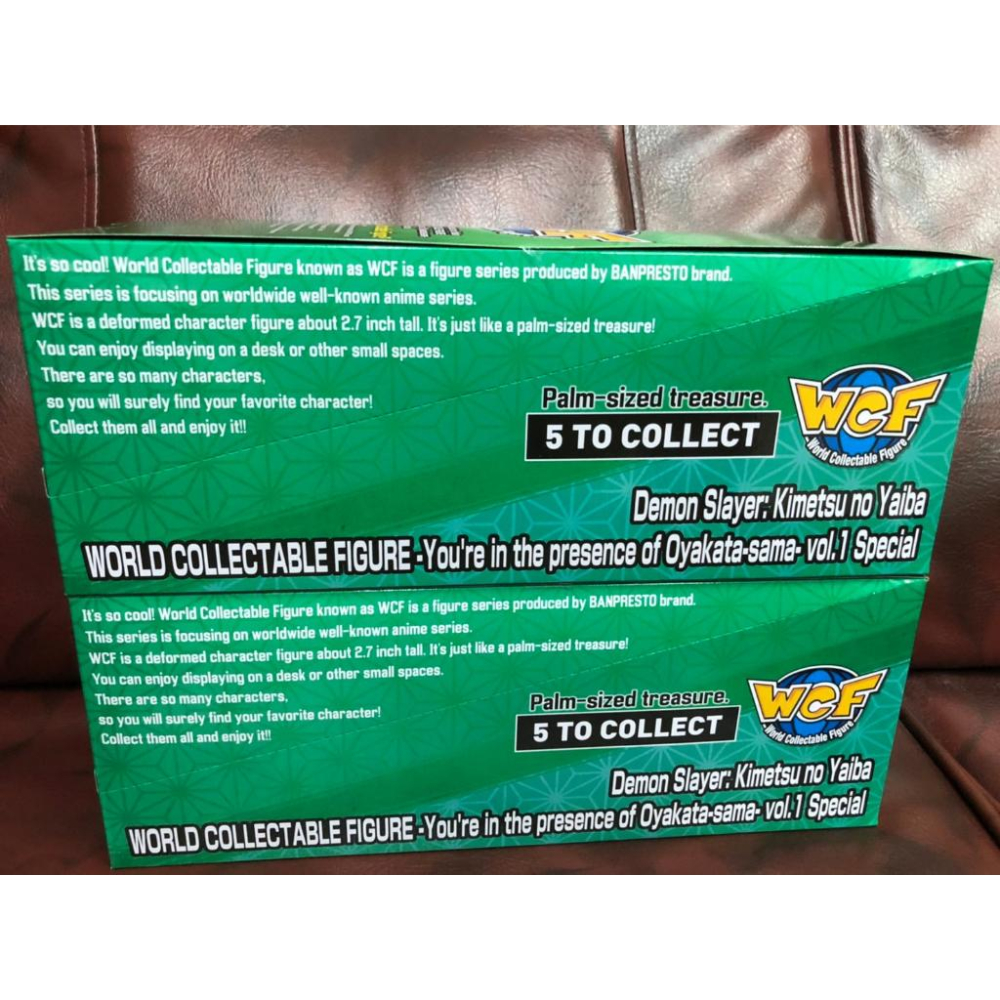 It's so cool! World Collectable Figure known as WCF is a figure series produced by BANPRESTO brand.
This series is focusing on worldwide well-known anime series.
WCF is a deformed character figure about 2.7 inch tall. It's just like a palm-sized treasure!
You can enjoy displaying on a desk or other small spaces.
There are so many characters,
so you will surely find your favorite character!
Collect them all and enjoy it!!
Palm-sized treasure.
5 TO COLLECT
WCF
-World Collectable Figure-
Demon Slayer: Kimetsu no Yaiba
WORLD COLLECTABLE FIGURE -You're in the presence of Oyakata-sama- vol.1 Special
It's so cool! World Collectable Figure known as WCF is a figure series produced by BANPRESTO brand.
This series is focusing on worldwide well-known anime series.
WCF is a deformed character figure about 2.7 inch tall. It's just like a palm-sized treasure!
You can enjoy displaying on a desk or other small spaces.
There are so many characters,
so you will surely find your favorite character!
Collect them all and enjoy it!!
Palm-sized treasure.
5 TO COLLECT
WCF
-World Collectable Figure-
Demon Slayer: Kimetsu no Yaiba
WORLD COLLECTABLE FIGURE -You're in the presence of Oyakata-sama- vol.1 Special